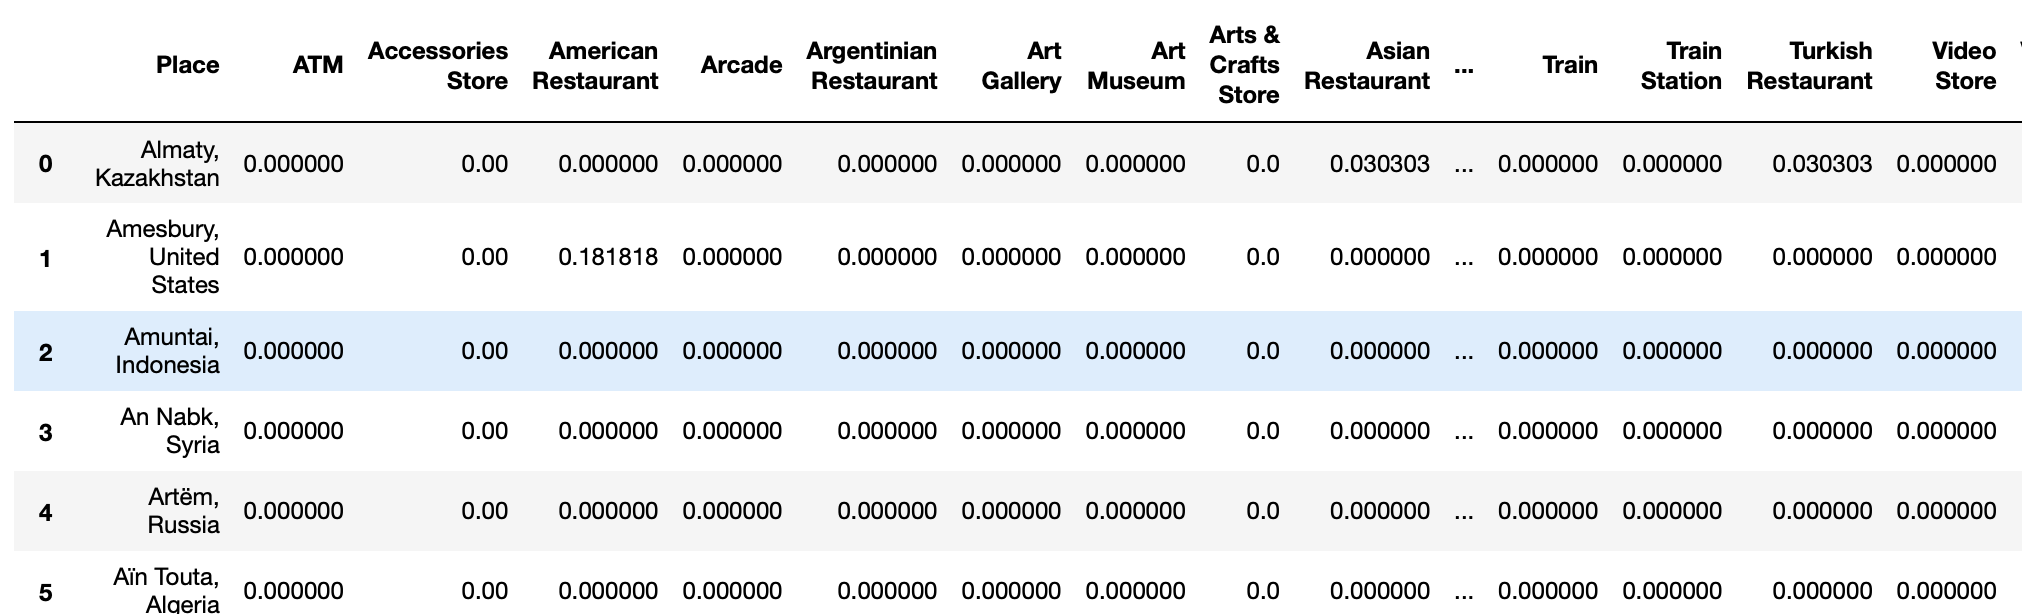 Place ATM Accessories Store American Restaurant Arcade Argentinian Restaurant Art Gallery Art Museum Arts & Crafts Store Asian Restaurant ... Train Train Station Turkish Restaurant Video Store
0 Almaty, Kazakhstan 0.000000 0.00 0.000000 0.000000 0.000000 0.000000 0.000000 0.0 0.030303 ... 0.000000 0.000000 0.030303 0.000000
1 Amesbury, United States 0.000000 0.00 0.181818 0.000000 0.000000 0.000000 0.000000 0.0 0.000000 ... 0.000000 0.000000 0.000000 0.000000
2 Amuntai, Indonesia 0.000000 0.00 0.000000 0.000000 0.000000 0.000000 0.000000 0.0 0.000000 ... 0.000000 0.000000 0.000000 0.000000
3 An Nabk, Syria 0.000000 0.00 0.000000 0.000000 0.000000 0.000000 0.000000 0.0 0.000000 ... 0.000000 0.000000 0.000000 0.000000
4 Artëm, Russia 0.000000 0.00 0.000000 0.000000 0.000000 0.000000 0.000000 0.0 0.000000 ... 0.000000 0.000000 0.000000 0.000000
5 Aïn Touta, Algeria 0.000000 0.00 0.000000 0.000000 0.000000 0.000000 0.000000 0.0 0.000000 ... 0.000000 0.000000 0.000000 0.000000